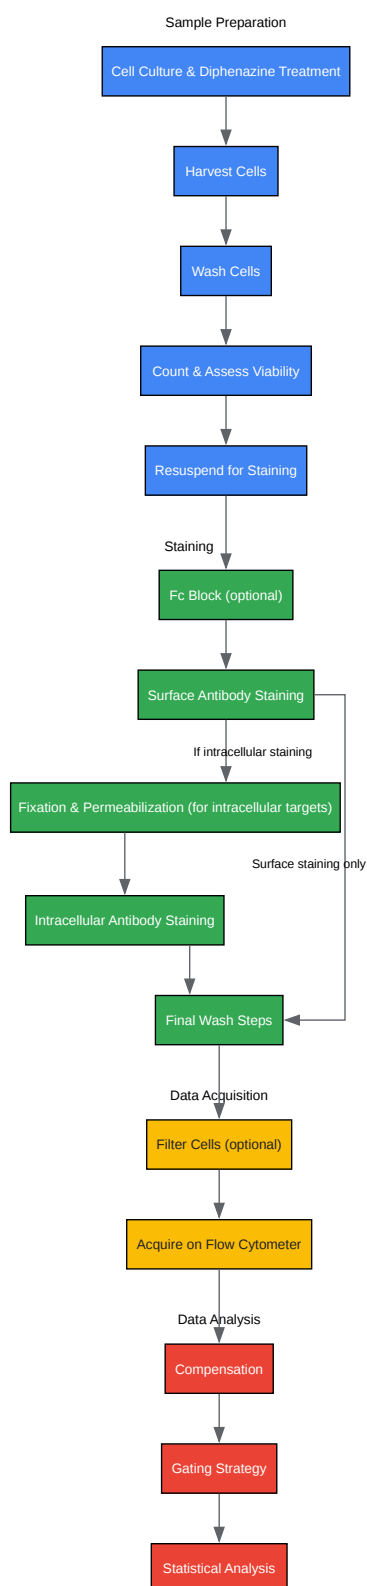 Sample Preparation
Cell Culture & Diphenazine Treatment
Harvest Cells
Wash Cells
Count & Assess Viability
Resuspend for Staining
Staining
Fc Block (optional)
Surface Antibody Staining
If intracellular staining
Fixation & Permeabilization (for intracellular targets)
Surface staining only
Intracellular Antibody Staining
Final Wash Steps
Data Acquisition
Filter Cells (optional)
Acquire on Flow Cytometer
Data Analysis
Compensation
Gating Strategy
Statistical Analysis